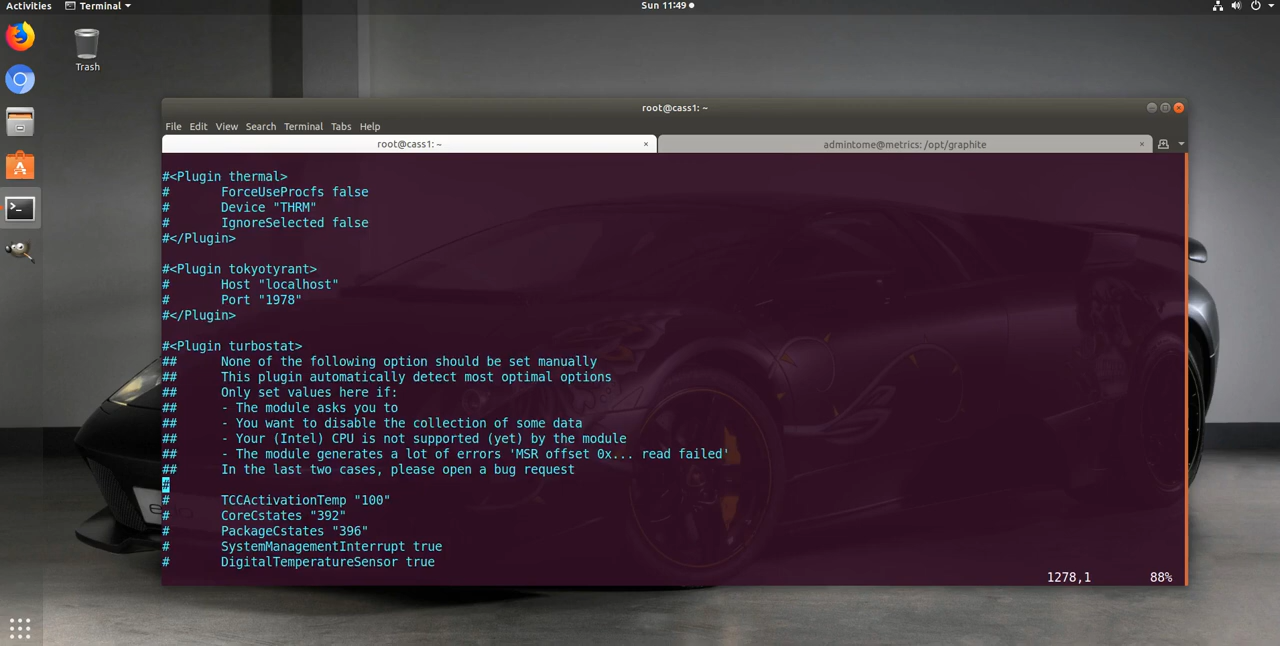 Activities
Terminal
Sun 11:49
Trash
root@cass1: ~
File Edit View Search Terminal Tabs Help
root@cass1: ~
admintome@metrics: /opt/graphite
#<Plugin thermal>
#       ForceUseProcfs false
#       Device "THRM"
#       IgnoreSelected false
#</Plugin>
#<Plugin tokyotyrant>
#       Host "localhost"
#       Port "1978"
#</Plugin>
#<Plugin turbostat>
##      None of the following option should be set manually
##      This plugin automatically detect most optimal options
##      Only set values here if:
##      - The module asks you to
##      - You want to disable the collection of some data
##      - Your (Intel) CPU is not supported (yet) by the module
##      - The module generates a lot of errors 'MSR offset 0x... read failed'
##      In the last two cases, please open a bug request
#
#       TCCActivationTemp "100"
#       CoreCstates "392"
#       PackageCstates "396"
#       SystemManagementInterrupt true
#       DigitalTemperatureSensor true
1278,1 88%